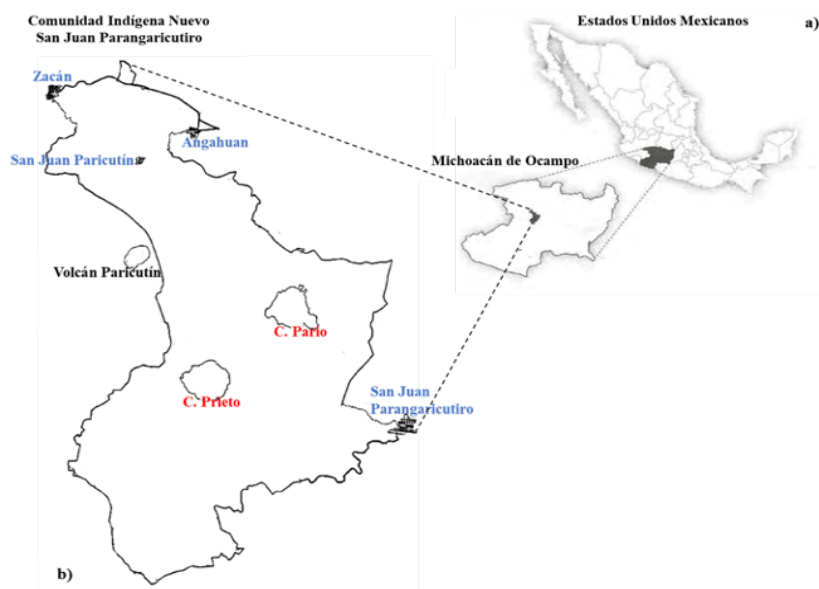 Comunidad Indígena Nuevo
San Juan Parangaricutiro
Estados Unidos Mexicanos
a)
Zacán
Angahuan
San Juan Paricutín
Michoacán de Ocampo
Volcán Paricutín
C. Pario
C. Prieto
San Juan
Parangaricutiro
b)